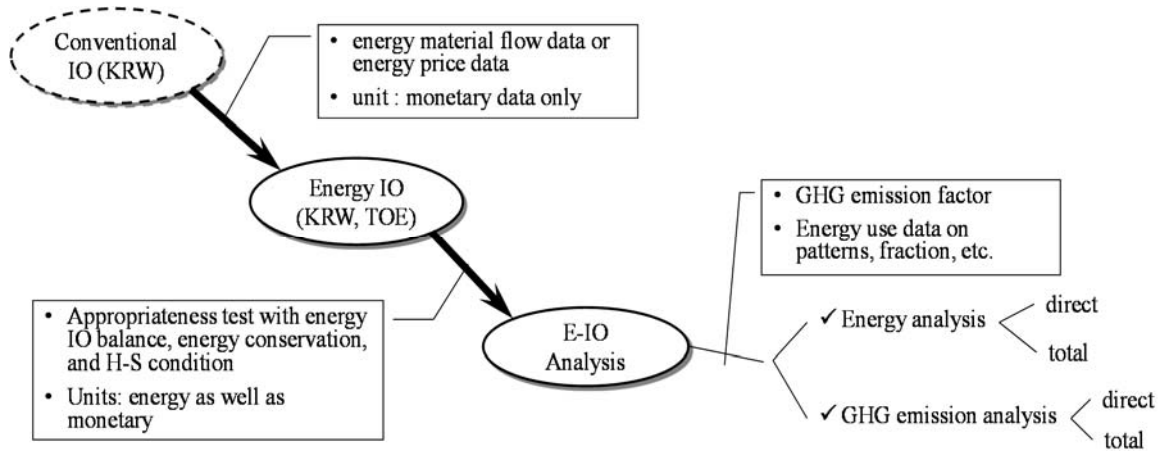 Conventional
IO (KRW)
• energy material flow data or
energy price data
• unit : monetary data only
Energy IO
(KRW, TOE)
• GHG emission factor
• Energy use data on
patterns, fraction, etc.
• Appropriateness test with energy
IO balance, energy conservation,
and H-S condition
• Units: energy as well as
monetary
E-IO
Analysis
✓ Energy analysis
direct
total
✓ GHG emission analysis
direct
total